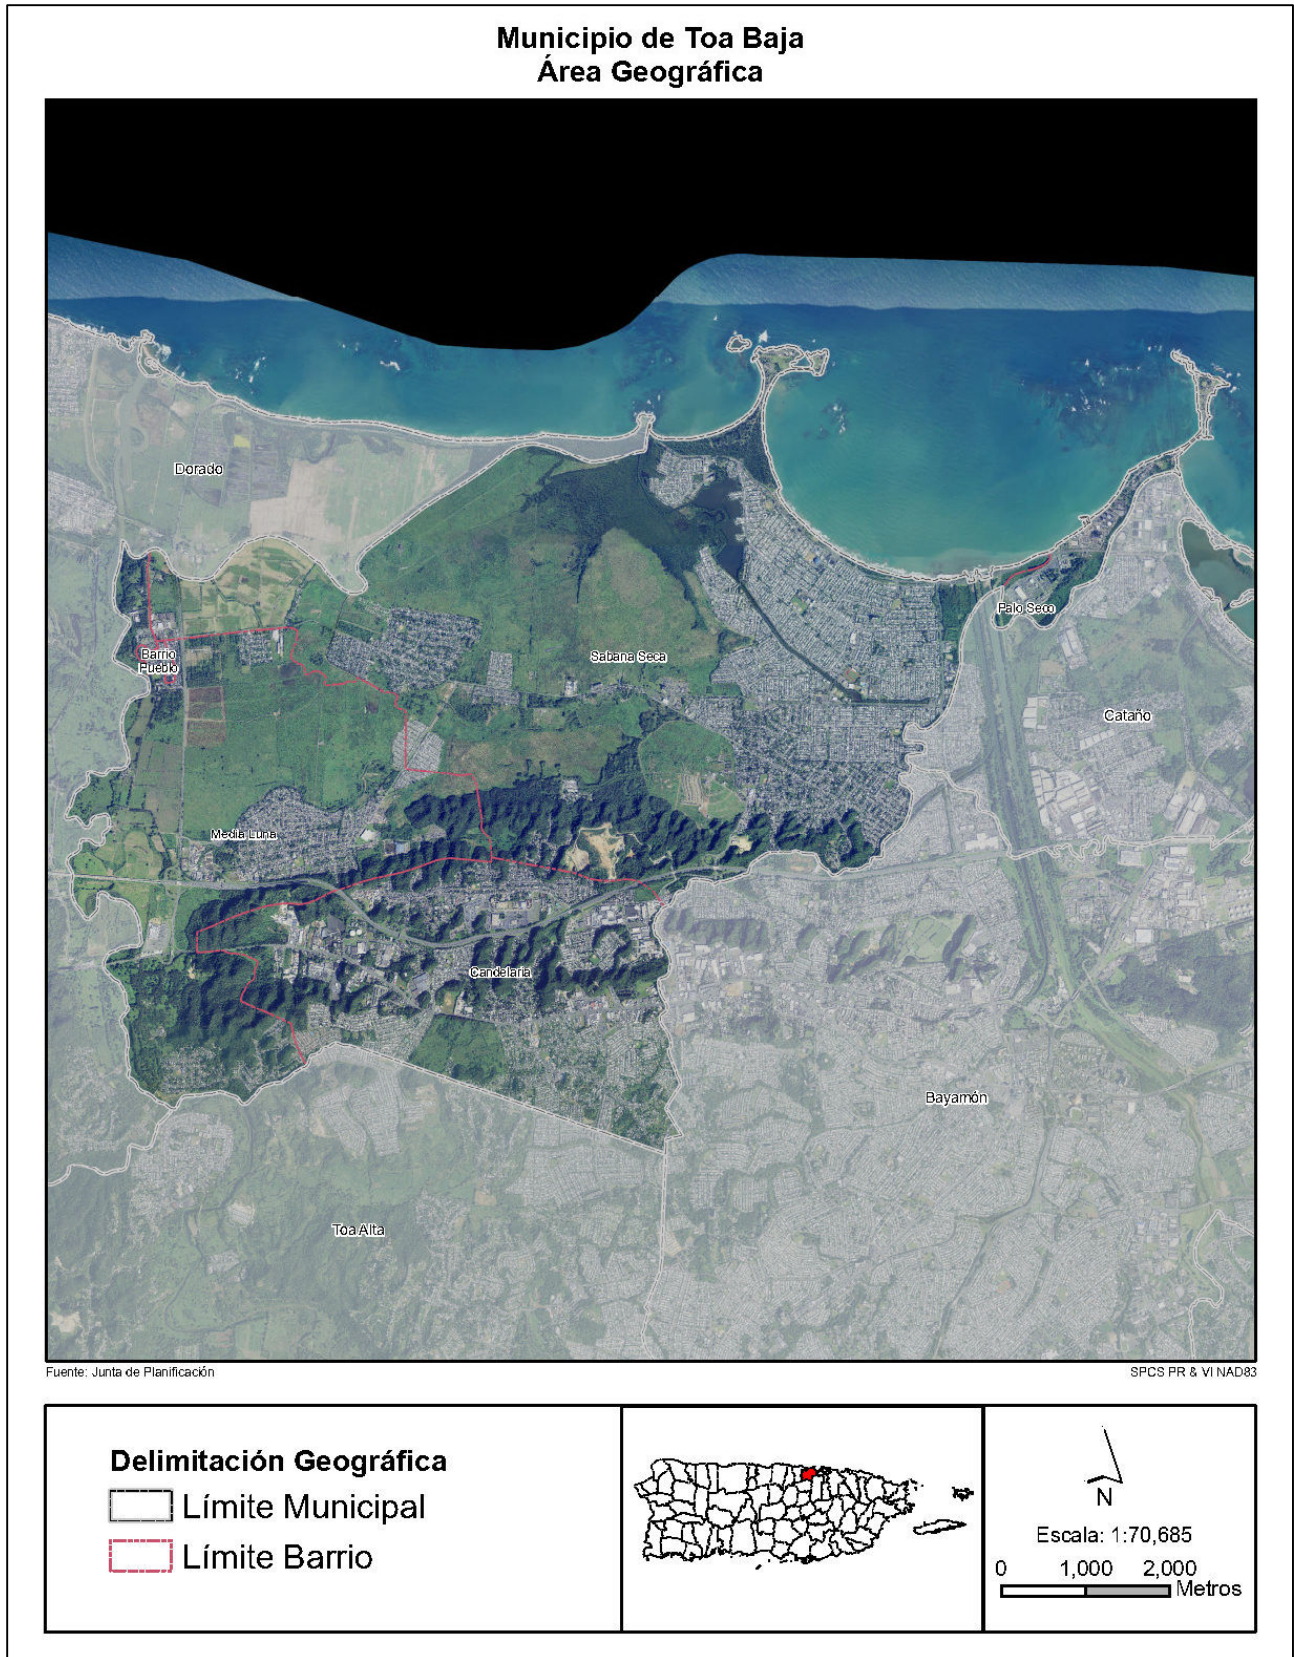 Municipio de Toa Baja
Área Geográfica
Dorado
Barrio
Pueblo
Sabana Seca
Palo Seco
Cataño
Media Luna
Candelaria
Bayamón
Toa Alta
Fuente: Junta de Planificación
SPCS PR & VI NAD83
Delimitación Geográfica
Límite Municipal
Límite Barrio
N
Escala: 1:70,685
0 1,000 2,000
Metros